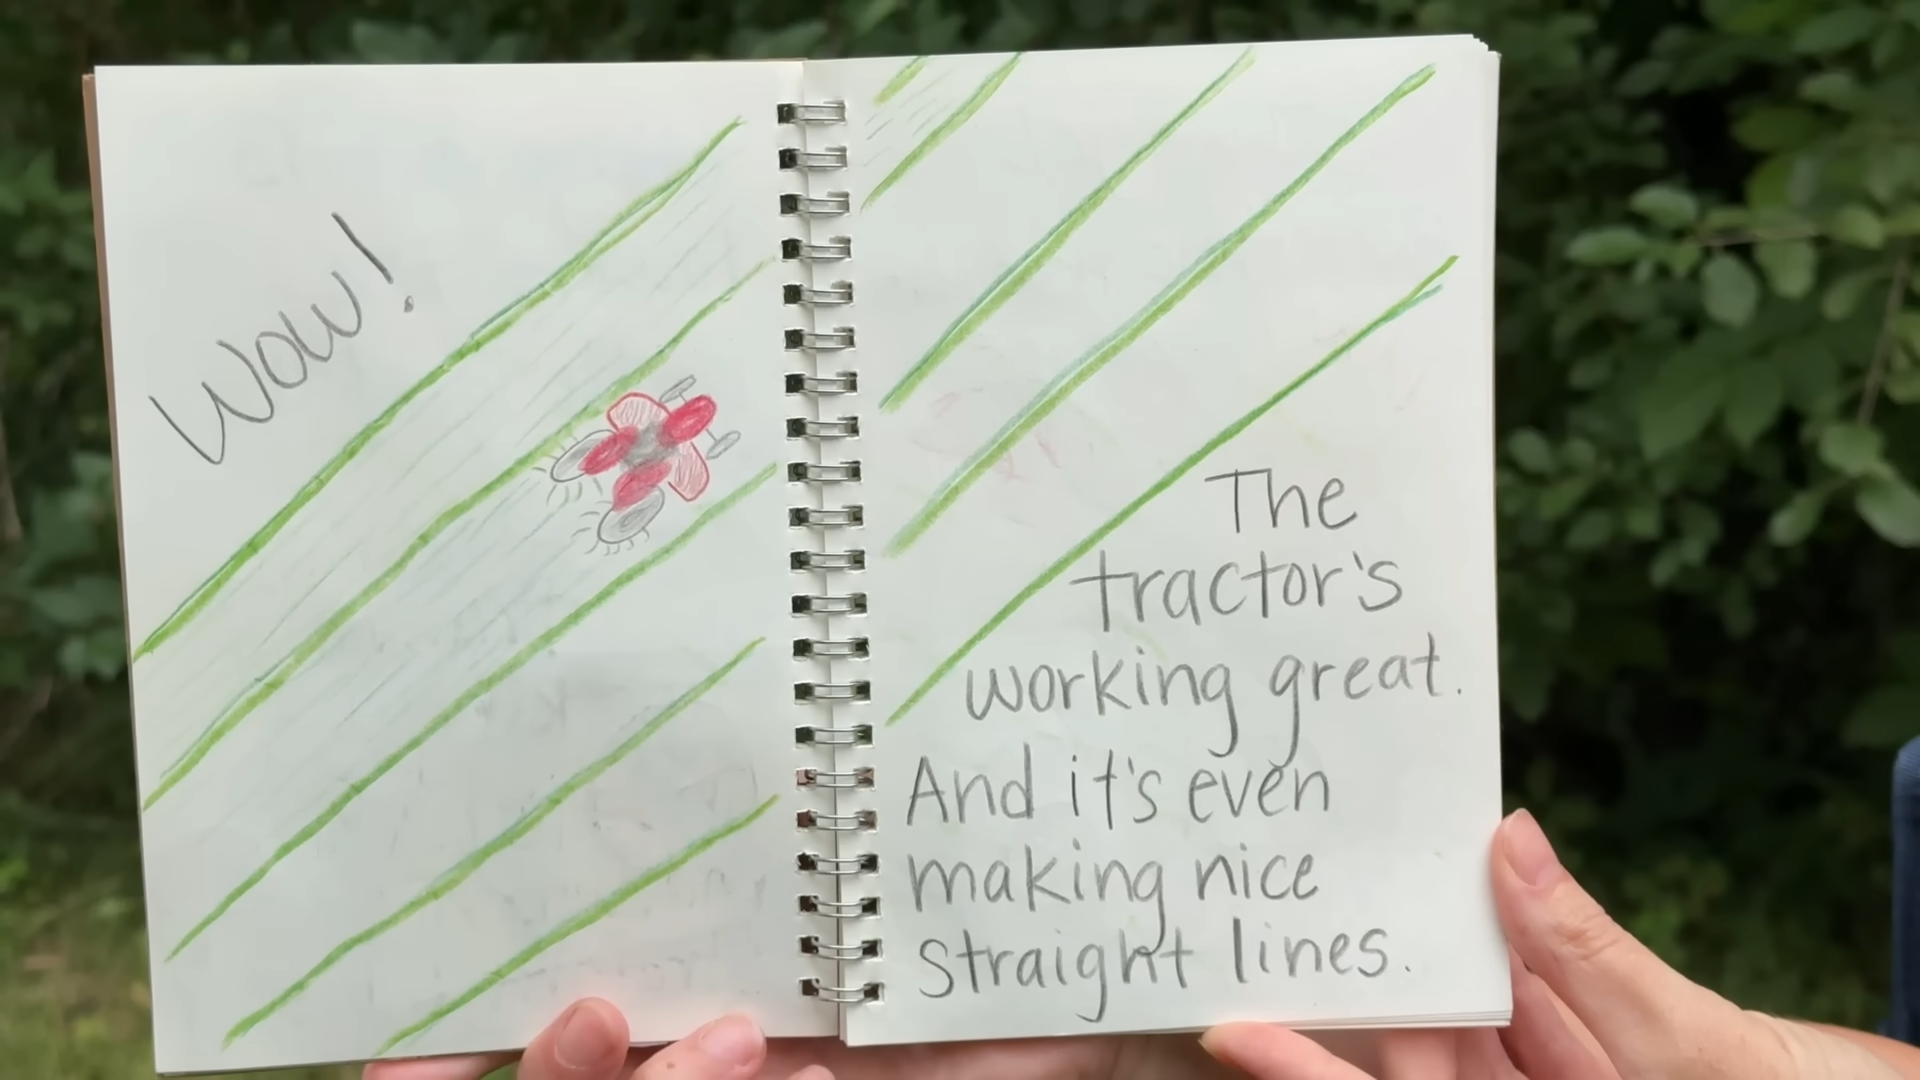 Wow!
The
tractor's
working great.
And it's even
making nice
straight lines.